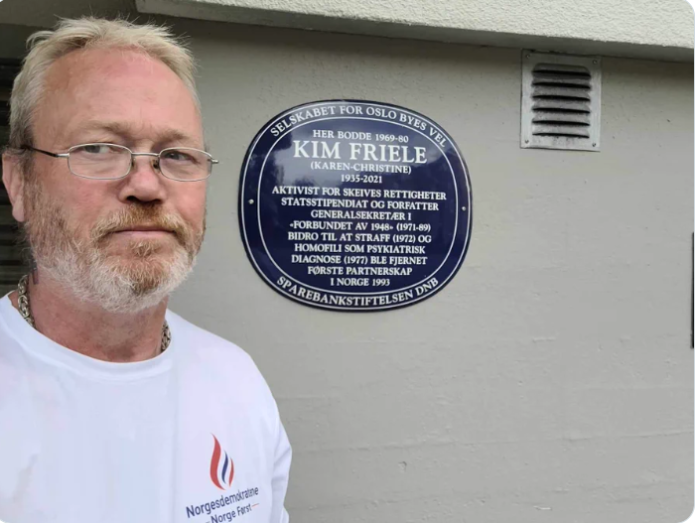 SELSKABET FOR OSLO BYES VEL
HER BODDE 1969-80
KIM FRIELE
(KAREN-CHRISTINE)
1935-2021
AKTIVIST FOR SKEIVES RETTIGHETER
STATSSTIPENDIAT OG FORFATTER
GENERALSEKRETÆR I
«FORBUNDET AV 1948» (1971-89)
BIDRO TIL AT STRAFF (1972) OG
HOMOFILI SOM PSYKIATRISK
DIAGNOSE (1977) BLE FJERNET
FØRSTE PARTNERSKAP
I NORGE 1993
SPAREBANKSTIFTELSEN DNB
Norgesdemokratene
– Norge Først –